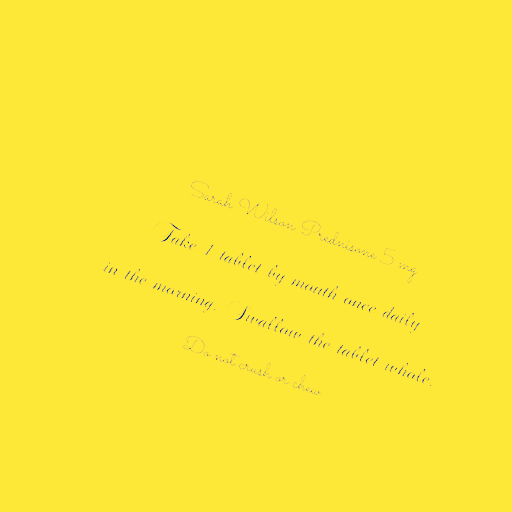 Sarah Wilson Prednisone 5 mg
Take 1 tablet by mouth once daily
in the morning. Swallow the tablet whole.
Do not crush or chew